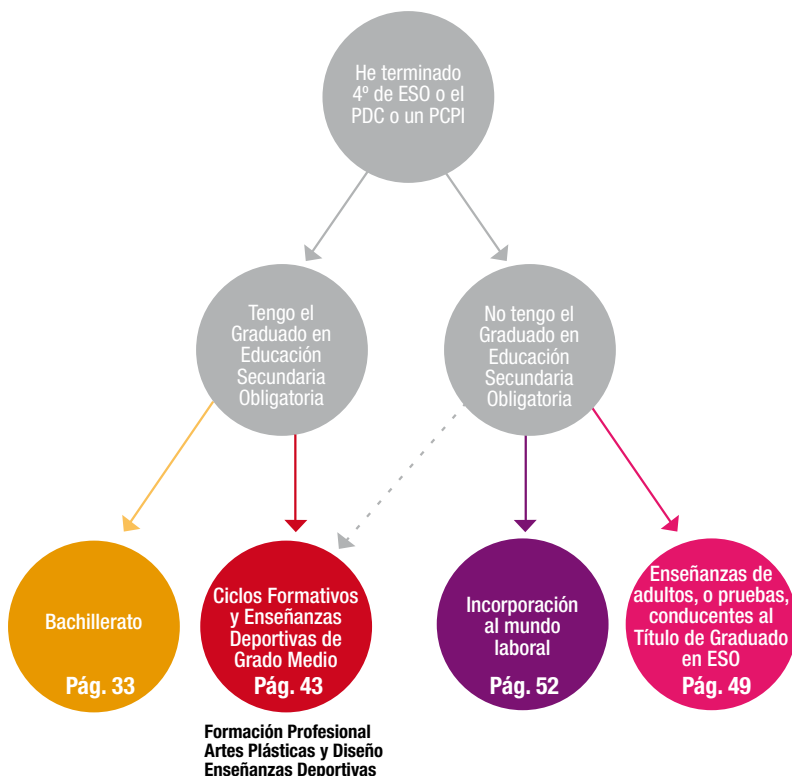 He terminado
4º de ESO o el
PDC o un PCPI
Tengo el
Graduado en
Educación
Secundaria
Obligatoria
No tengo el
Graduado en
Educación
Secundaria
Obligatoria
Bachillerato
Pág. 33
Ciclos Formativos
y Enseñanzas
Deportivas de
Grado Medio
Pág. 43
Incorporación
al mundo
laboral
Pág. 52
Enseñanzas de
adultos, o pruebas,
conducentes al
Título de Graduado
en ESO
Pág. 49
Formación Profesional
Artes Plásticas y Diseño
Enseñanzas Deportivas